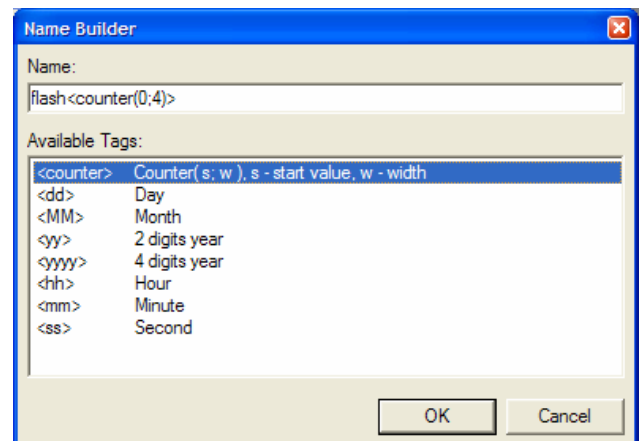 Name Builder
Name:
flash<counter(0;4)>
Available Tags:
<counter> Counter( s; w ), s - start value, w - width
<dd> Day
<MM> Month
<yy> 2 digits year
<yyyy> 4 digits year
<hh> Hour
<mm> Minute
<ss> Second
OK Cancel